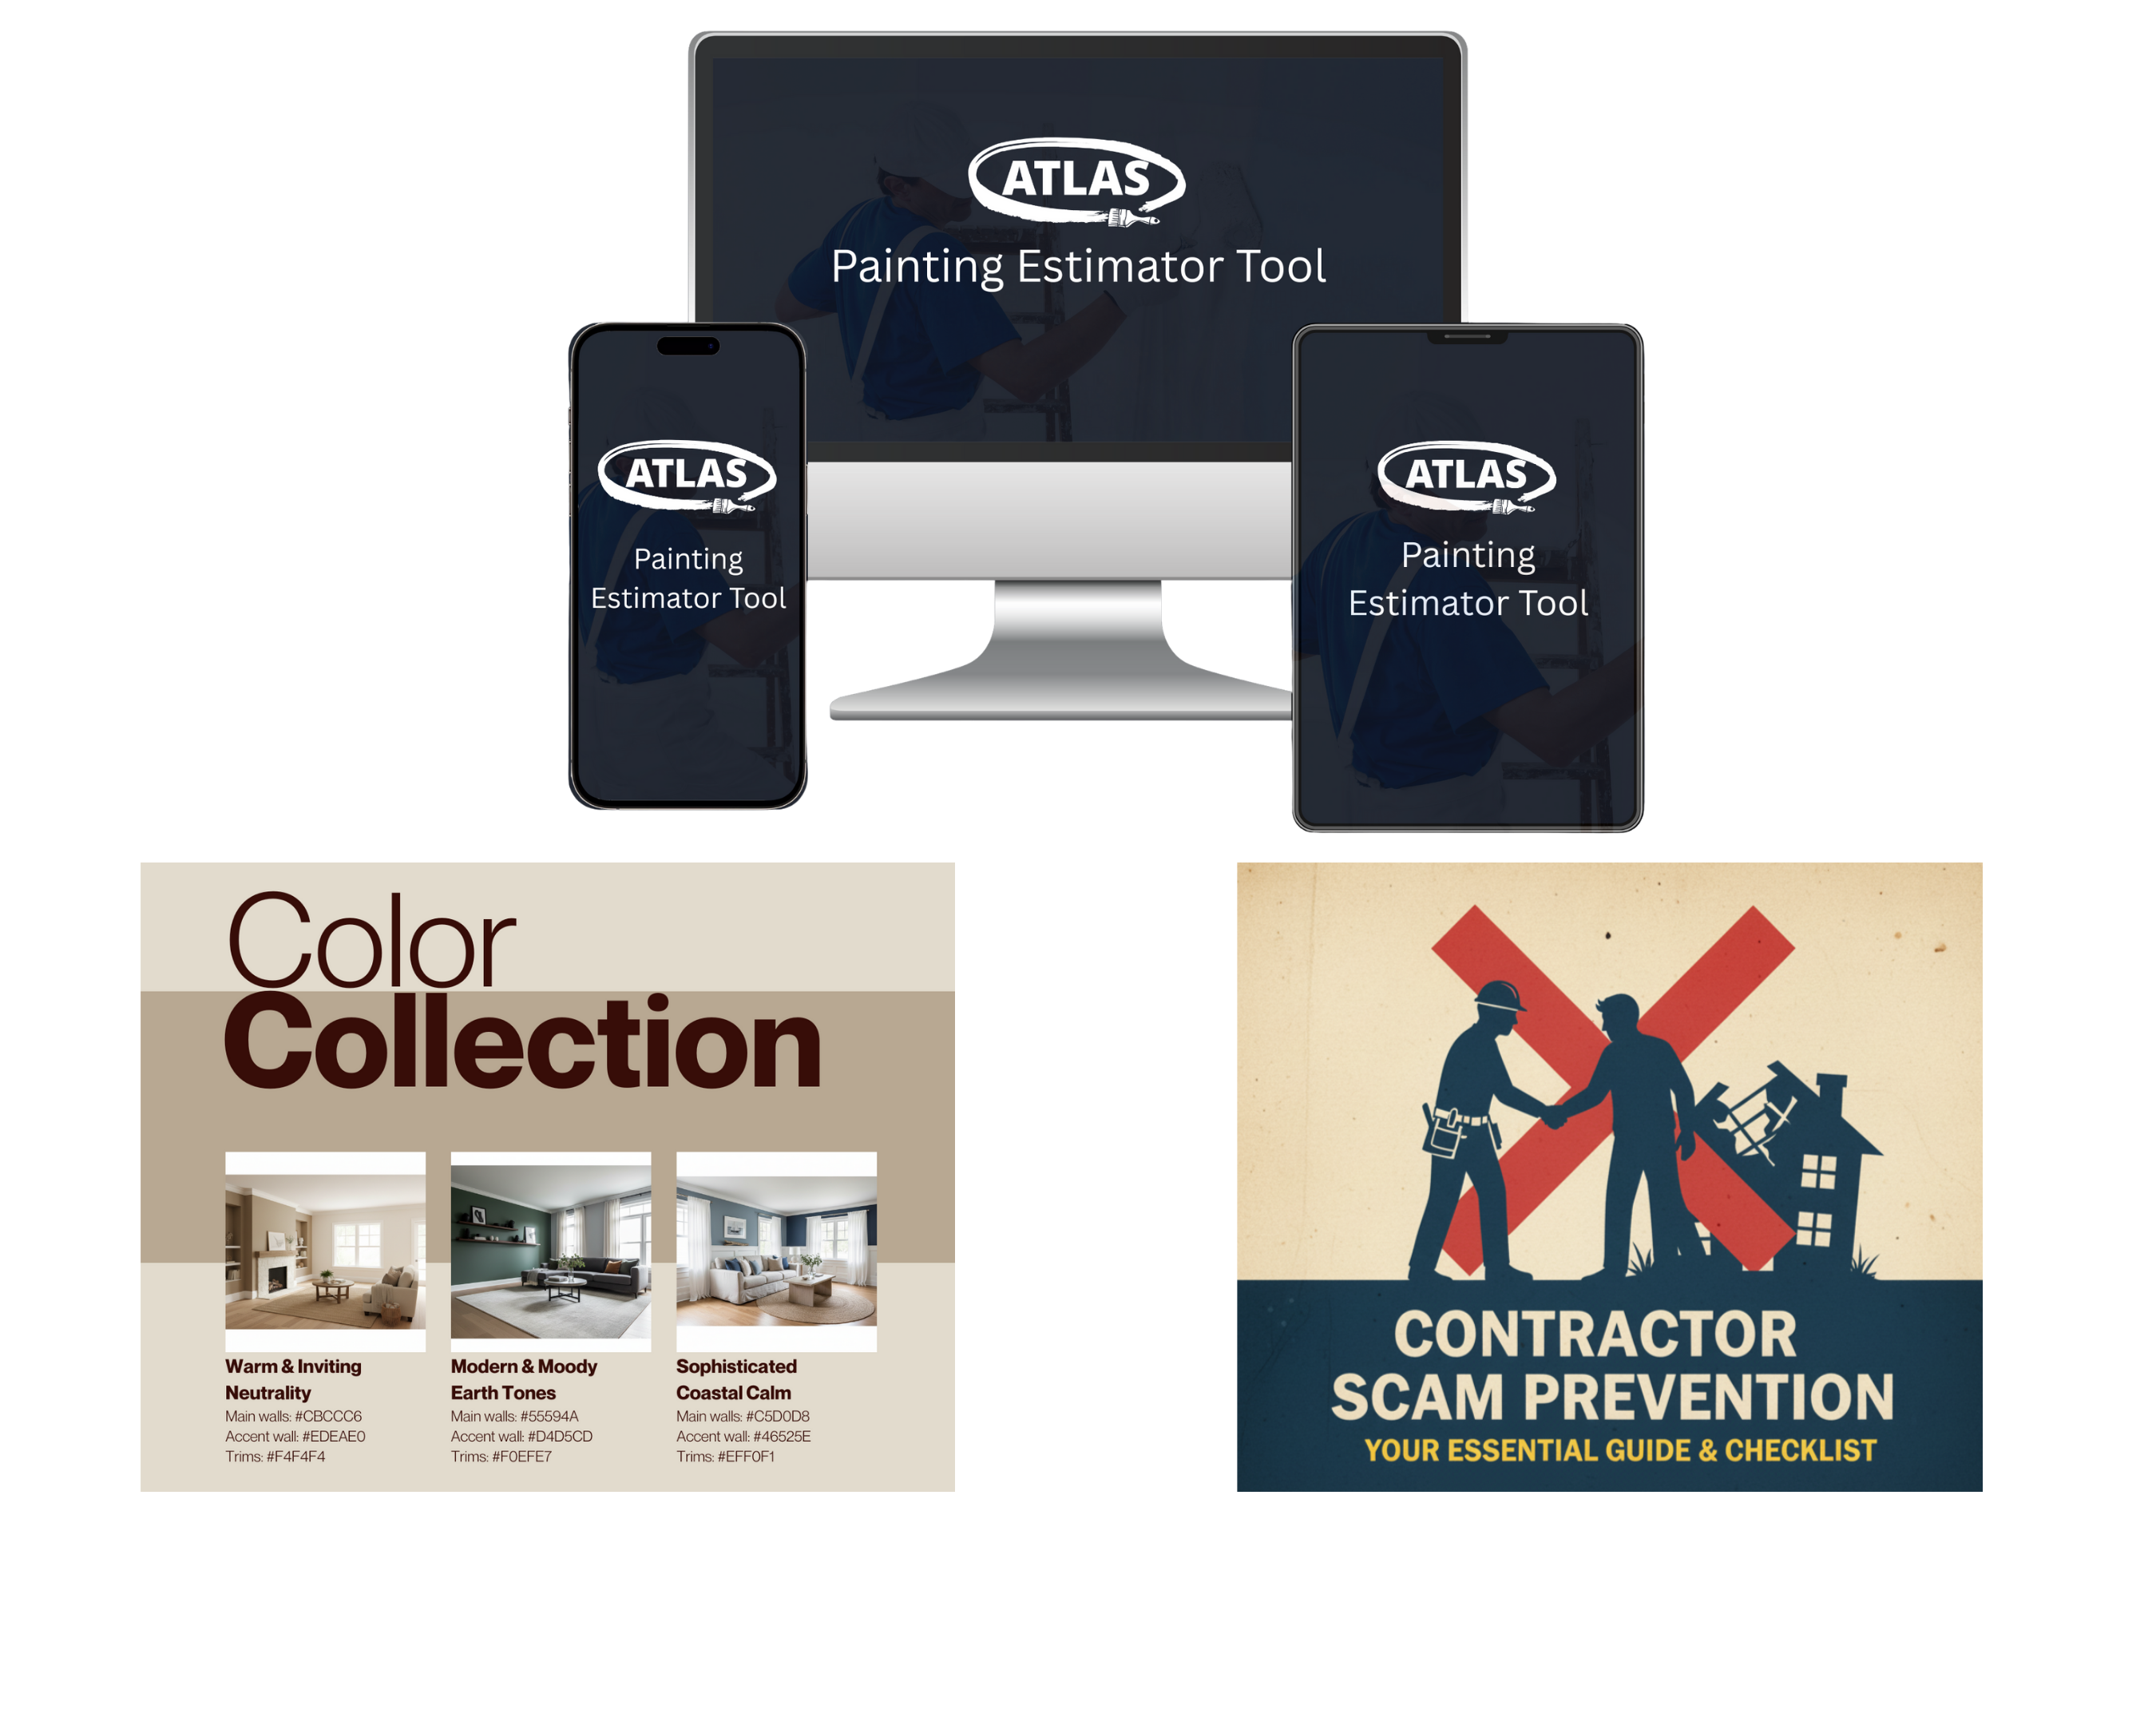 ATLAS
Painting Estimator Tool
ATLAS
Painting
Estimator Tool
ATLAS
Painting
Estimator Tool
Color
Collection
Warm & Inviting
Neutrality
Main walls: #CBCCC6
Accent wall: #EDEAE0
Trims: #F4F4F4
Modern & Moody
Earth Tones
Main walls: #55594A
Accent wall: #D4D5CD
Trims: #F0EFE7
Sophisticated
Coastal Calm
Main walls: #C5D0D8
Accent wall: #46525E
Trims: #EFF0F1
CONTRACTOR
SCAM PREVENTION
YOUR ESSENTIAL GUIDE & CHECKLIST